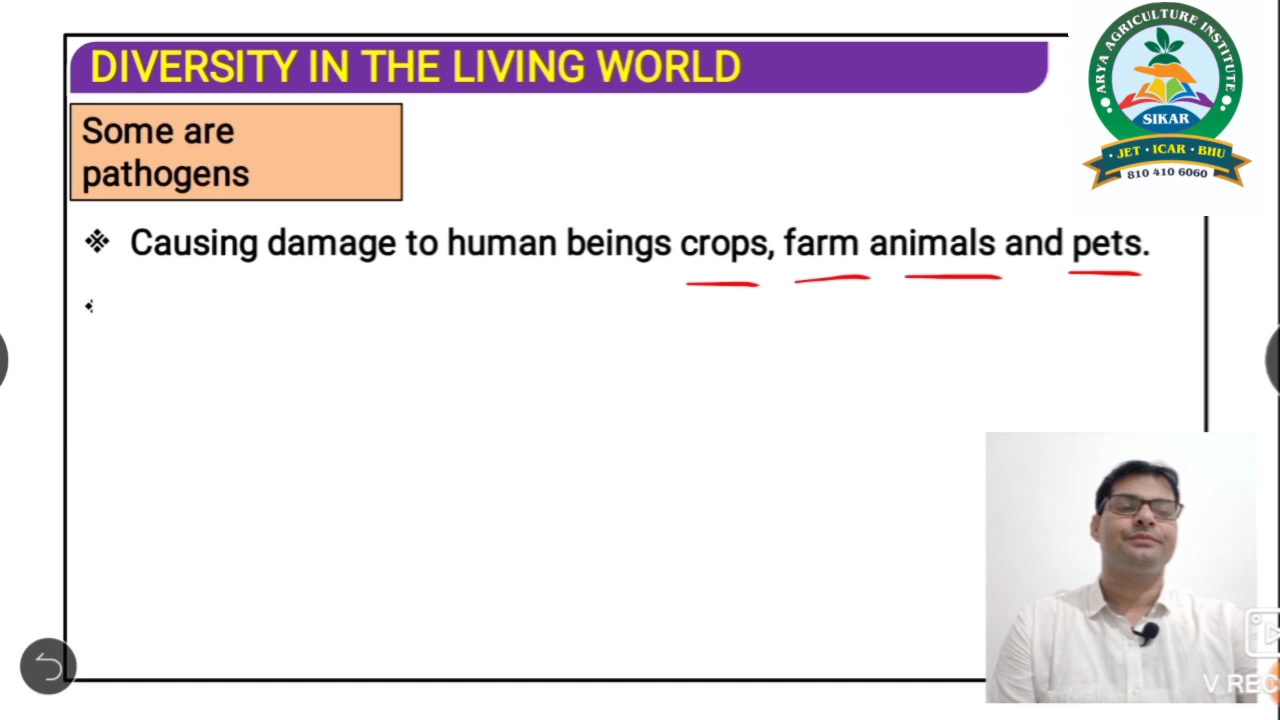 DIVERSITY IN THE LIVING WORLD
ARYA AGRICULTURE INSTITUTE
SIKAR
· JET · ICAR · BHU ·
810 410 6060
Some are
pathogens
❖ Causing damage to human beings crops, farm animals and pets.
V REC